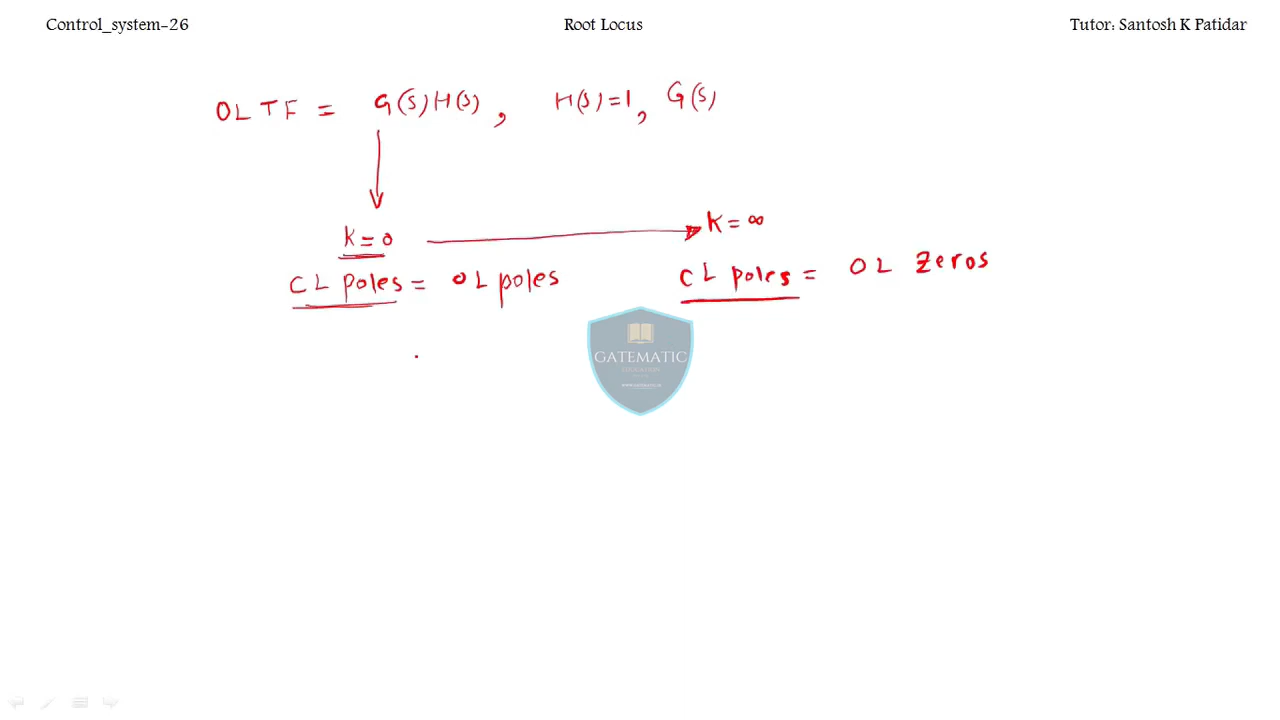 Control_system-26 Root Locus Tutor: Santosh K Patidar
OLTF = G(s)H(s), H(s)=1, G(s)
K=0 K=∞
CL poles = OL poles CL poles = OL Zeros
GATEMATIC
EDUCATION